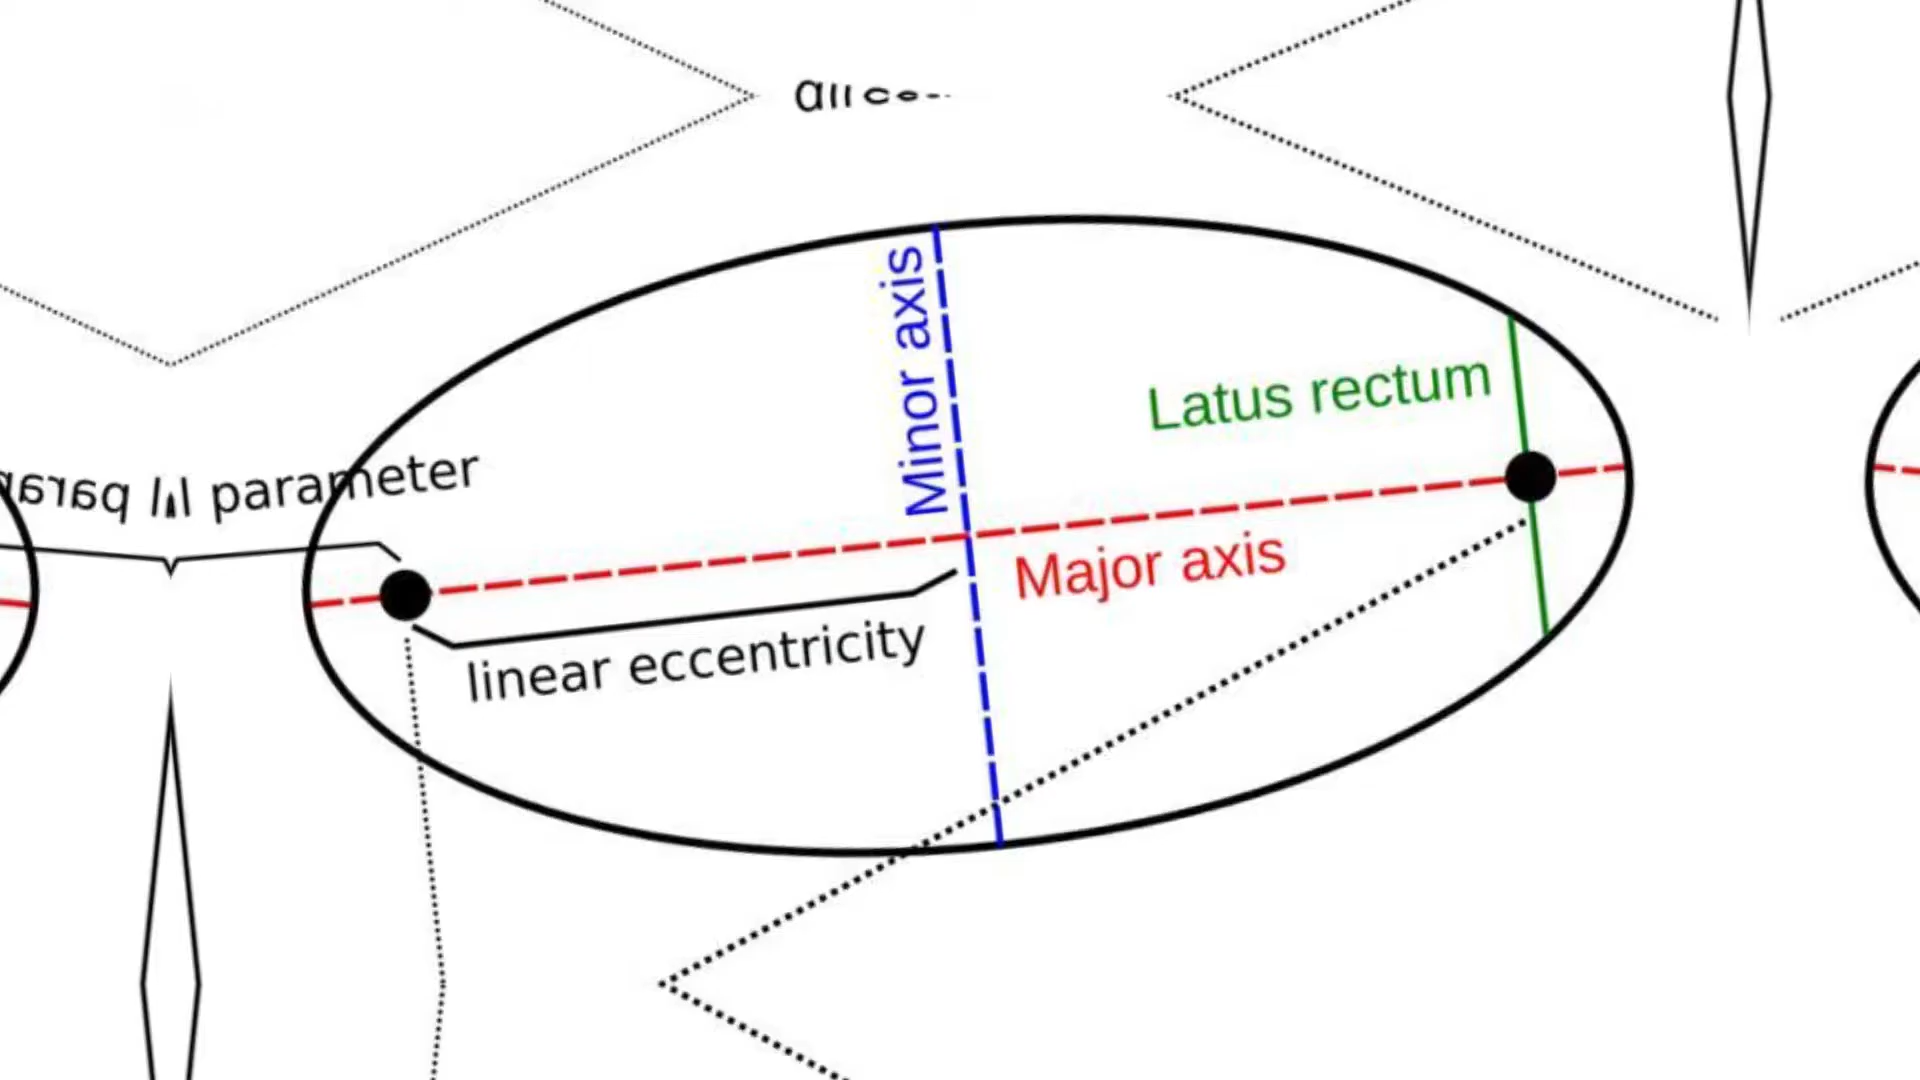 Minor axis
Latus rectum
parameter
Major axis
linear eccentricity